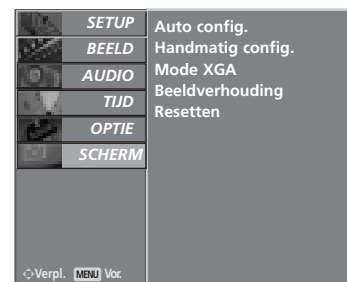 SETUP
BEELD
AUDIO
TIJD
OPTIE
SCHERM
Auto config.
Handmatig config.
Mode XGA
Beeldverhouding
Resetten
Verpl. MENU Vor.